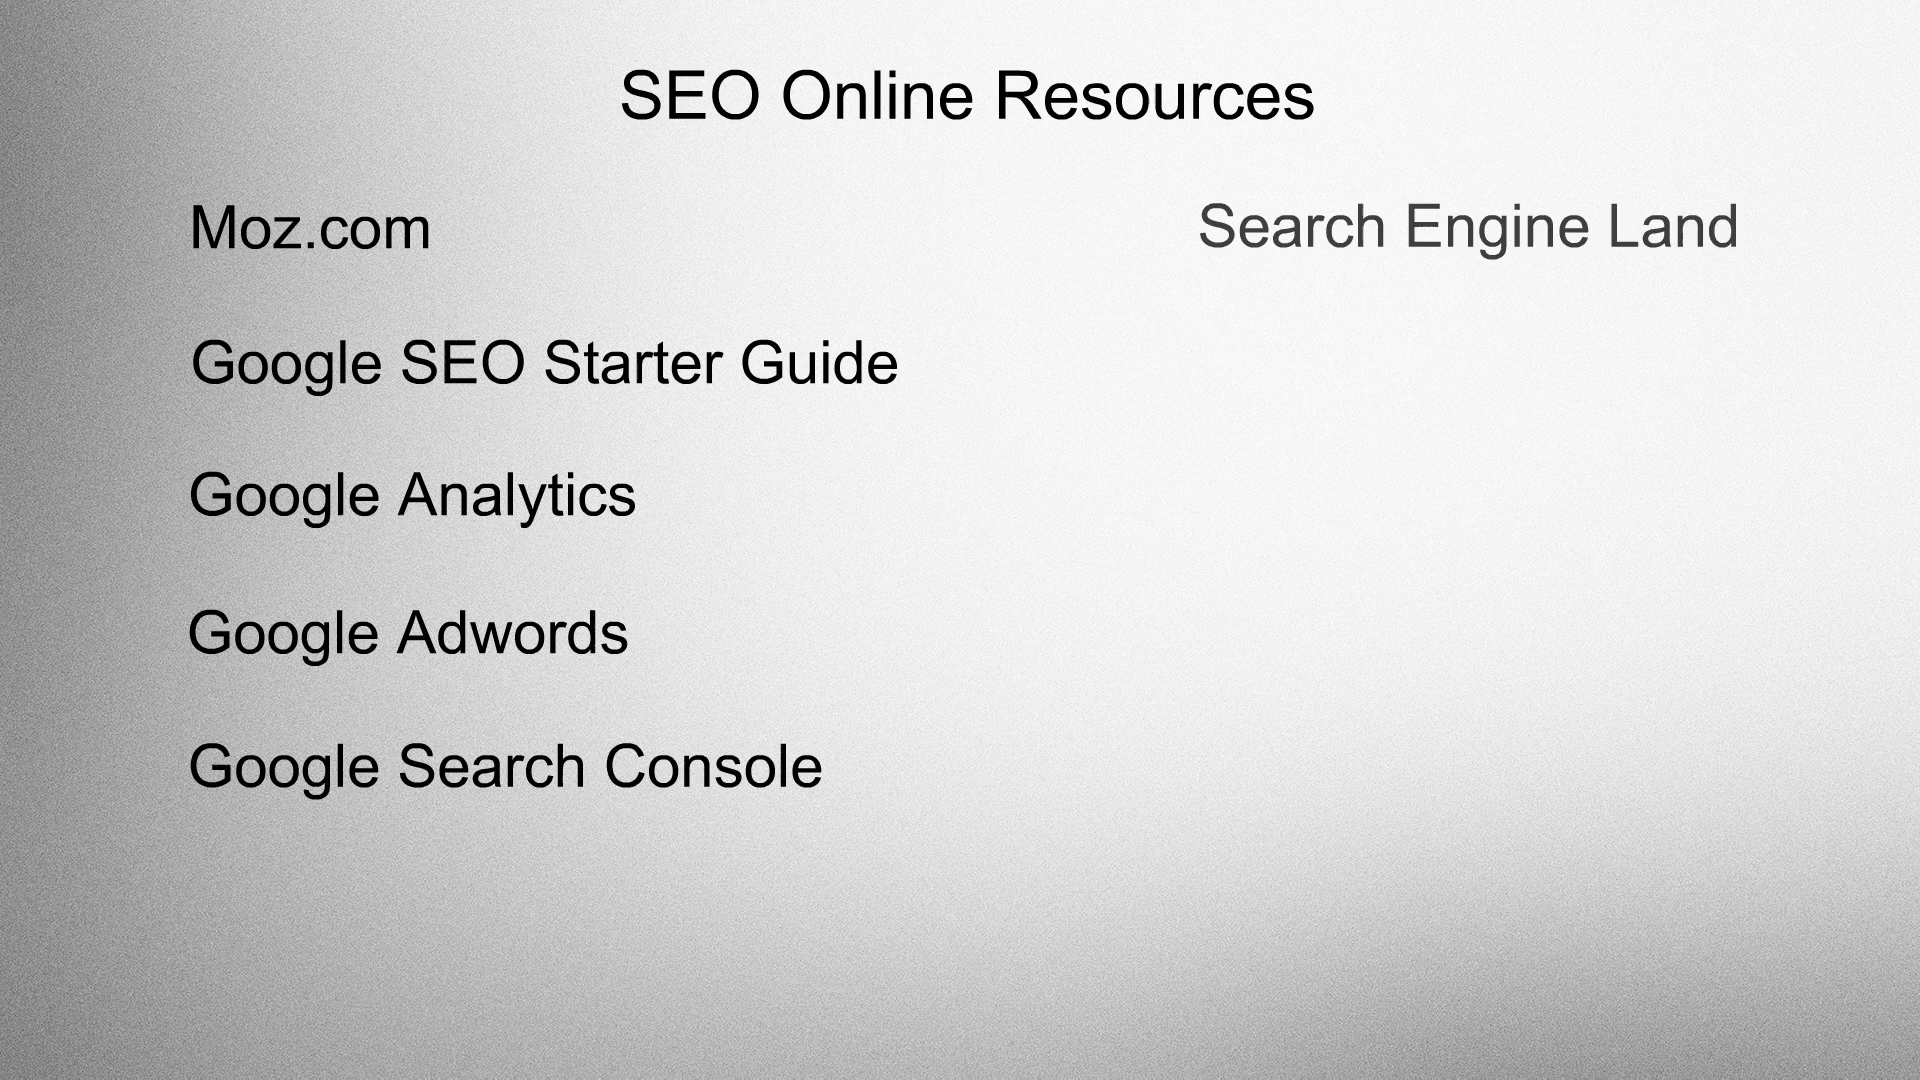 SEO Online Resources
Moz.com
Google SEO Starter Guide
Google Analytics
Google Adwords
Google Search Console
Search Engine Land